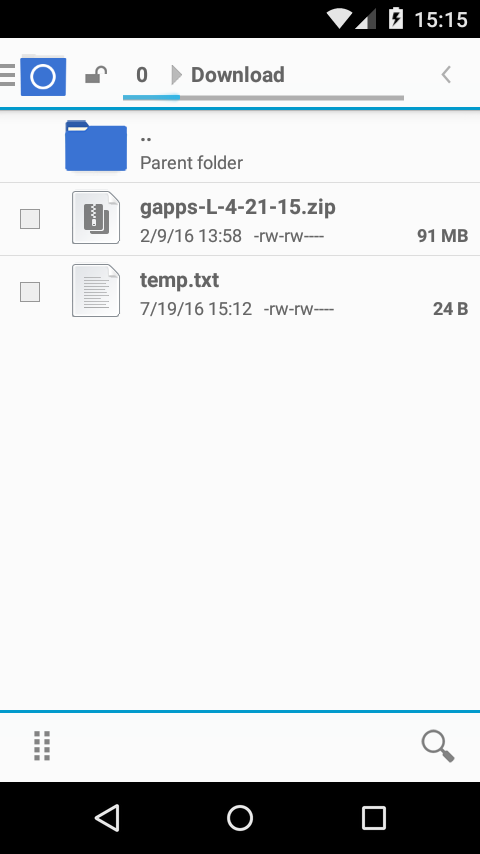 15:15
0 Download
..
Parent folder
gapps-L-4-21-15.zip
2/9/16 13:58 -rw-rw---- 91 MB
temp.txt
7/19/16 15:12 -rw-rw---- 24 B